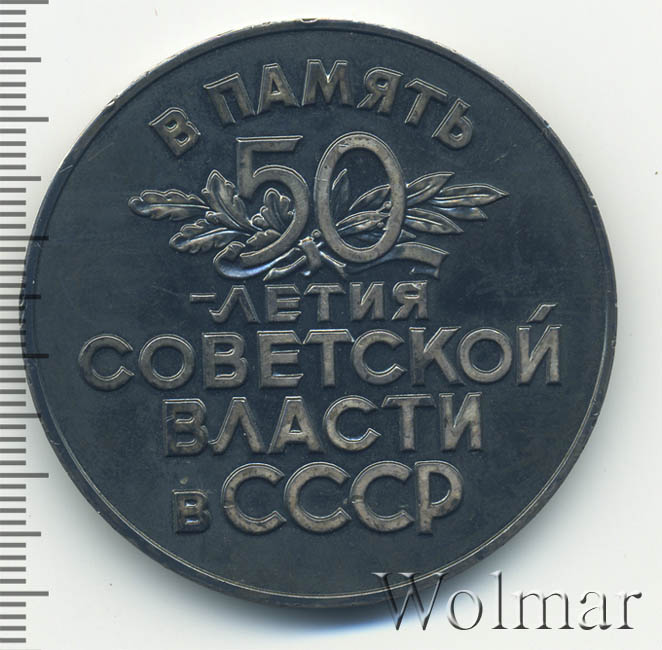 В ПАМЯТЬ
50
-ЛЕТИЯ
СОВЕТСКОЙ
ВЛАСТИ
в СССР
Wolmar